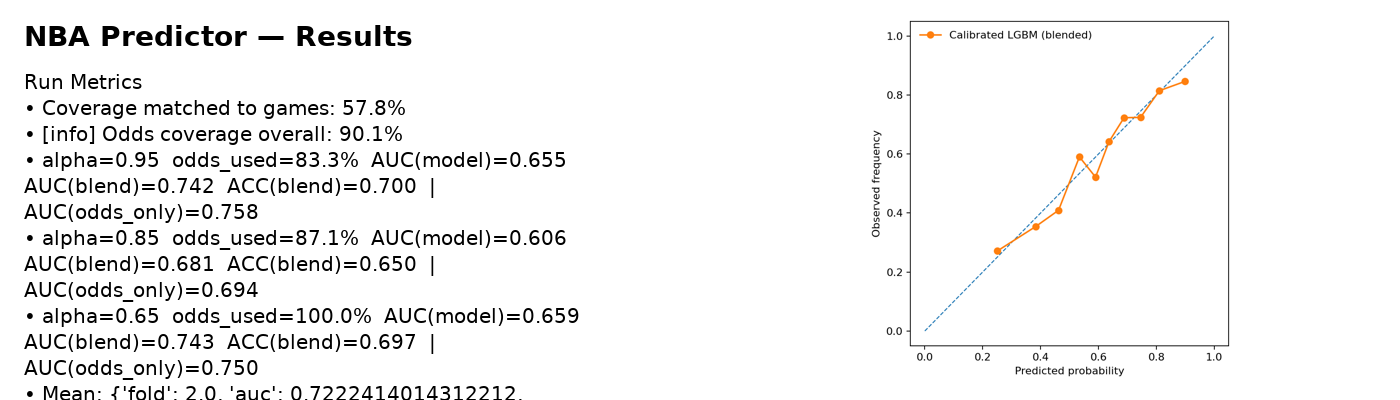 NBA Predictor — Results
Run Metrics
• Coverage matched to games: 57.8%
• [info] Odds coverage overall: 90.1%
• alpha=0.95  odds_used=83.3%  AUC(model)=0.655
AUC(blend)=0.742  ACC(blend)=0.700  |
AUC(odds_only)=0.758
• alpha=0.85  odds_used=87.1%  AUC(model)=0.606
AUC(blend)=0.681  ACC(blend)=0.650  |
AUC(odds_only)=0.694
• alpha=0.65  odds_used=100.0%  AUC(model)=0.659
AUC(blend)=0.743  ACC(blend)=0.697  |
AUC(odds_only)=0.750
• Mean: {'fold': 2.0, 'auc': 0.7222414014312212,
Calibrated LGBM (blended)
Observed frequency
1.0
0.8
0.6
0.4
0.2
0.0
0.0 0.2 0.4 0.6 0.8 1.0
Predicted probability